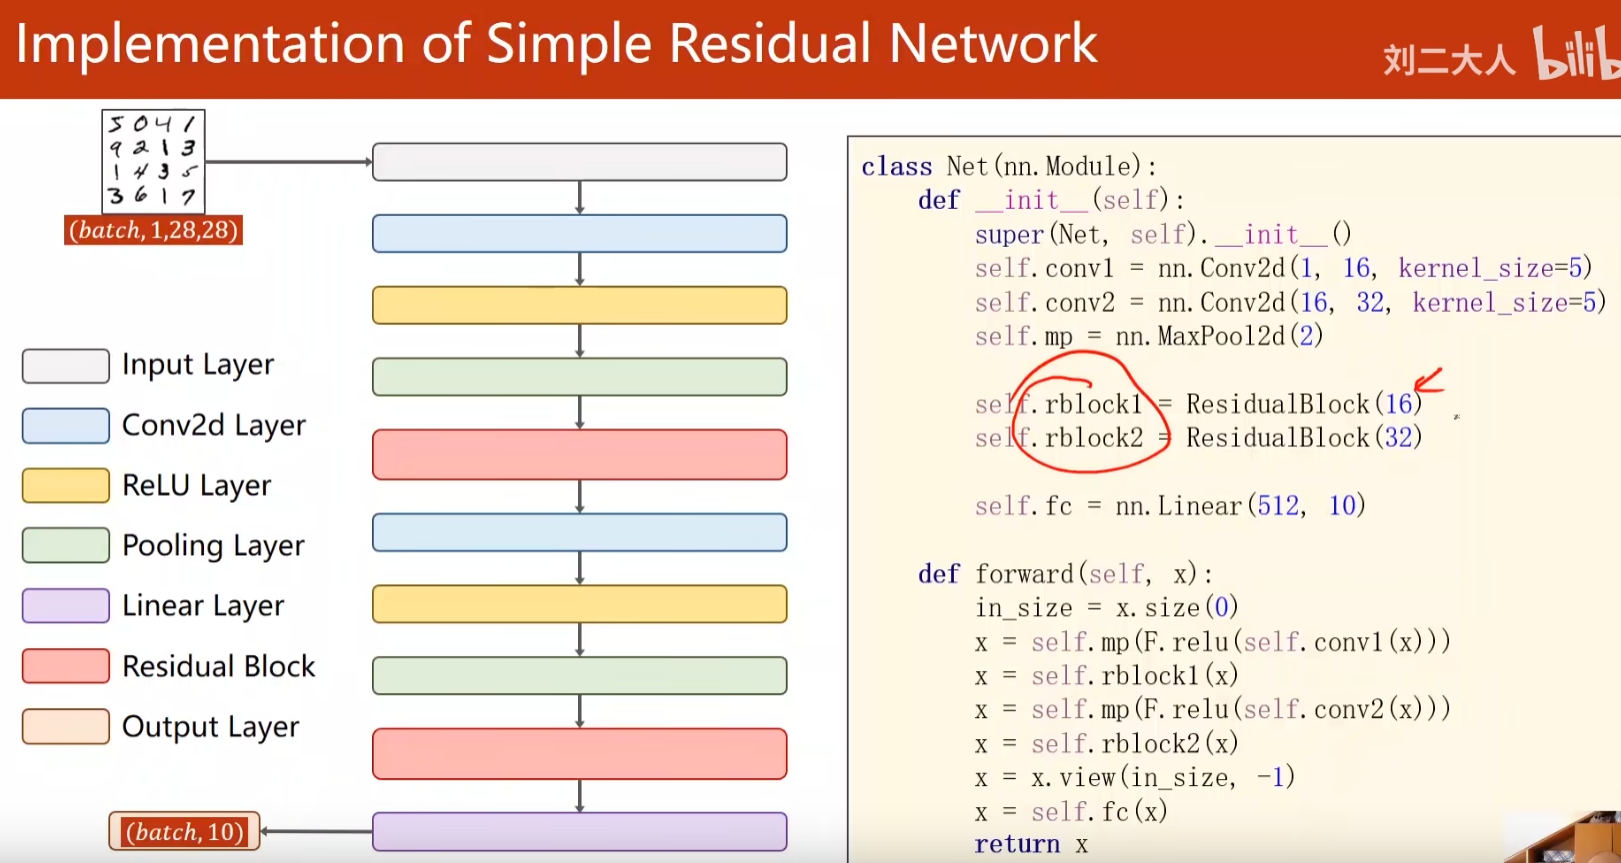 Implementation of Simple Residual Network
刘二大人 bilib
5 0 4 1
9 2 1 3
1 4 3 5
3 6 1 7
(batch, 1,28,28)
Input Layer
Conv2d Layer
ReLU Layer
Pooling Layer
Linear Layer
Residual Block
Output Layer
(batch, 10)
class Net(nn.Module):
def __init__(self):
super(Net, self).__init__()
self.conv1 = nn.Conv2d(1, 16, kernel_size=5)
self.conv2 = nn.Conv2d(16, 32, kernel_size=5)
self.mp = nn.MaxPool2d(2)
self.rblock1 = ResidualBlock(16)
self.rblock2 = ResidualBlock(32)
self.fc = nn.Linear(512, 10)
def forward(self, x):
in_size = x.size(0)
x = self.mp(F.relu(self.conv1(x)))
x = self.rblock1(x)
x = self.mp(F.relu(self.conv2(x)))
x = self.rblock2(x)
x = x.view(in_size, -1)
x = self.fc(x)
return x